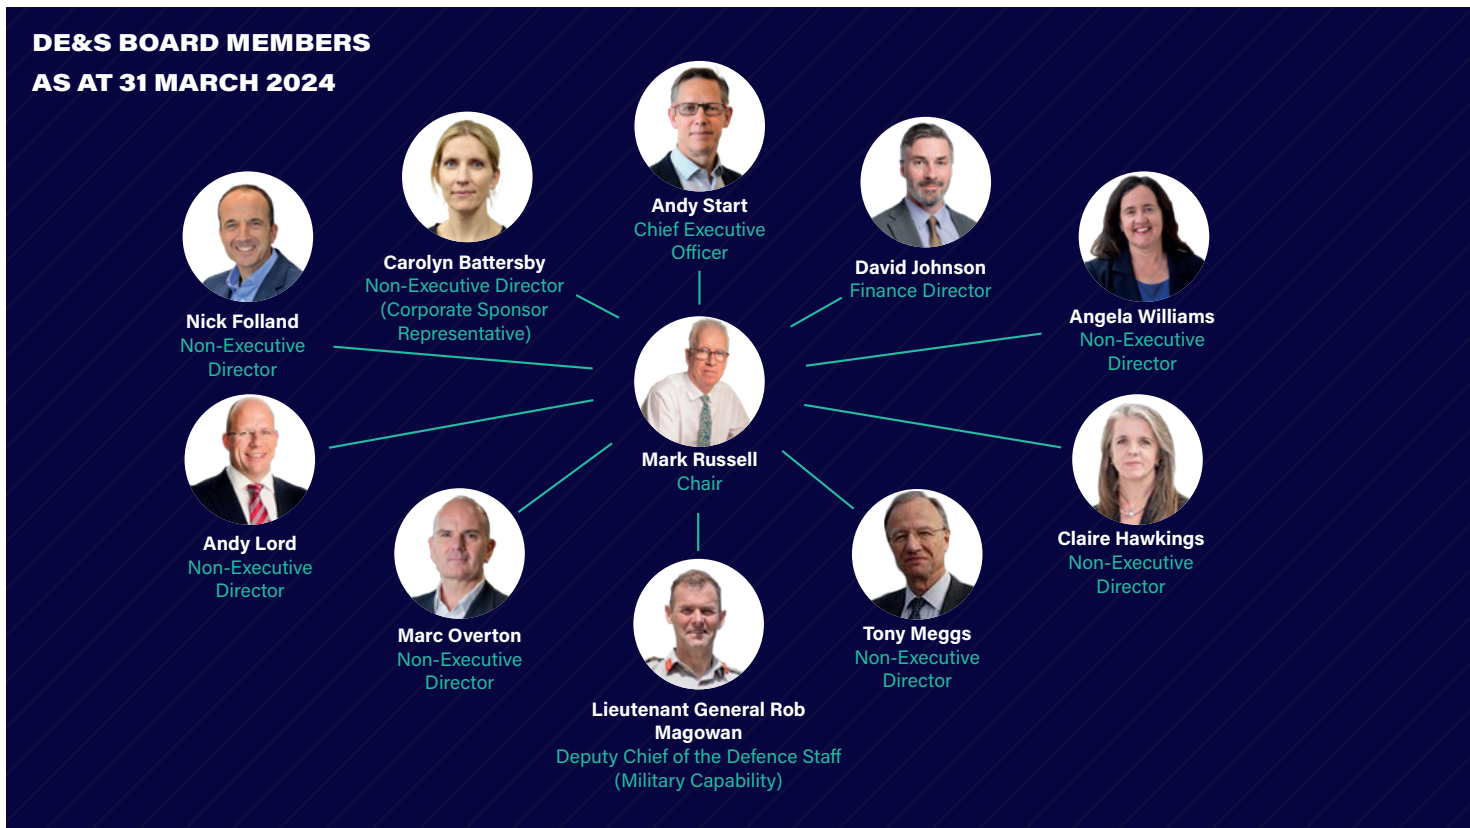 DE&S BOARD MEMBERS
AS AT 31 MARCH 2024
Andy Start
Chief Executive
Officer
Carolyn Battersby
Non-Executive Director
(Corporate Sponsor
Representative)
David Johnson
Finance Director
Nick Folland
Non-Executive
Director
Angela Williams
Non-Executive
Director
Mark Russell
Chair
Andy Lord
Non-Executive
Director
Claire Hawkings
Non-Executive
Director
Marc Overton
Non-Executive
Director
Tony Meggs
Non-Executive
Director
Lieutenant General Rob
Magowan
Deputy Chief of the Defence Staff
(Military Capability)